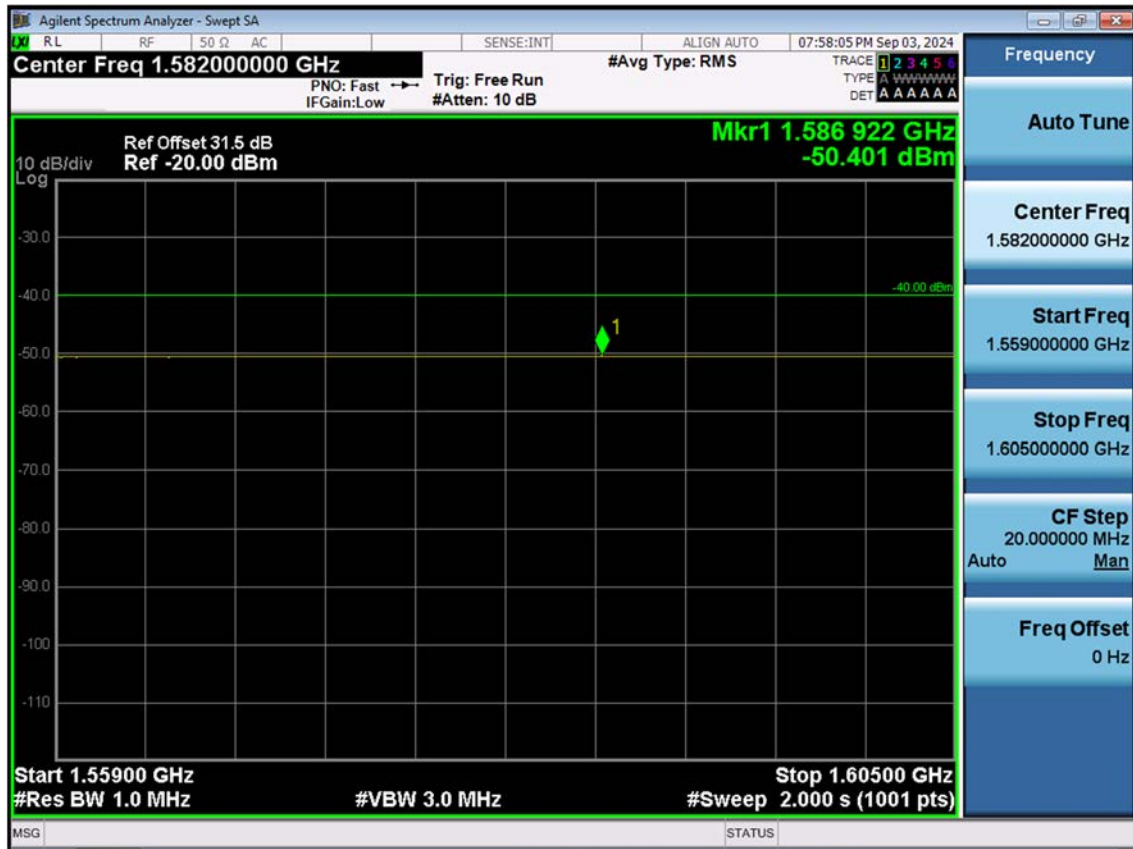 Agilent Spectrum Analyzer - Swept SA
LXI RL RF 50 Ω AC SENSE:INT ALIGN AUTO 07:58:05 PM Sep 03, 2024
Center Freq 1.582000000 GHz
PNO: Fast
IFGain:Low
Trig: Free Run
#Atten: 10 dB
#Avg Type: RMS
TRACE 1 2 3 4 5 6
TYPE A WWWWW
DET A A A A A A
Mkr1 1.586 922 GHz
-50.401 dBm
Ref Offset 31.5 dB
10 dB/div Ref -20.00 dBm
Log
-30.0
-40.0
-40.00 dBm
1
-50.0
-60.0
-70.0
-80.0
-90.0
-100
-110
Start 1.55900 GHz Stop 1.60500 GHz
#Res BW 1.0 MHz #VBW 3.0 MHz #Sweep 2.000 s (1001 pts)
MSG STATUS
Frequency
Auto Tune
Center Freq
1.582000000 GHz
Start Freq
1.559000000 GHz
Stop Freq
1.605000000 GHz
CF Step
20.000000 MHz
Auto Man
Freq Offset
0 Hz